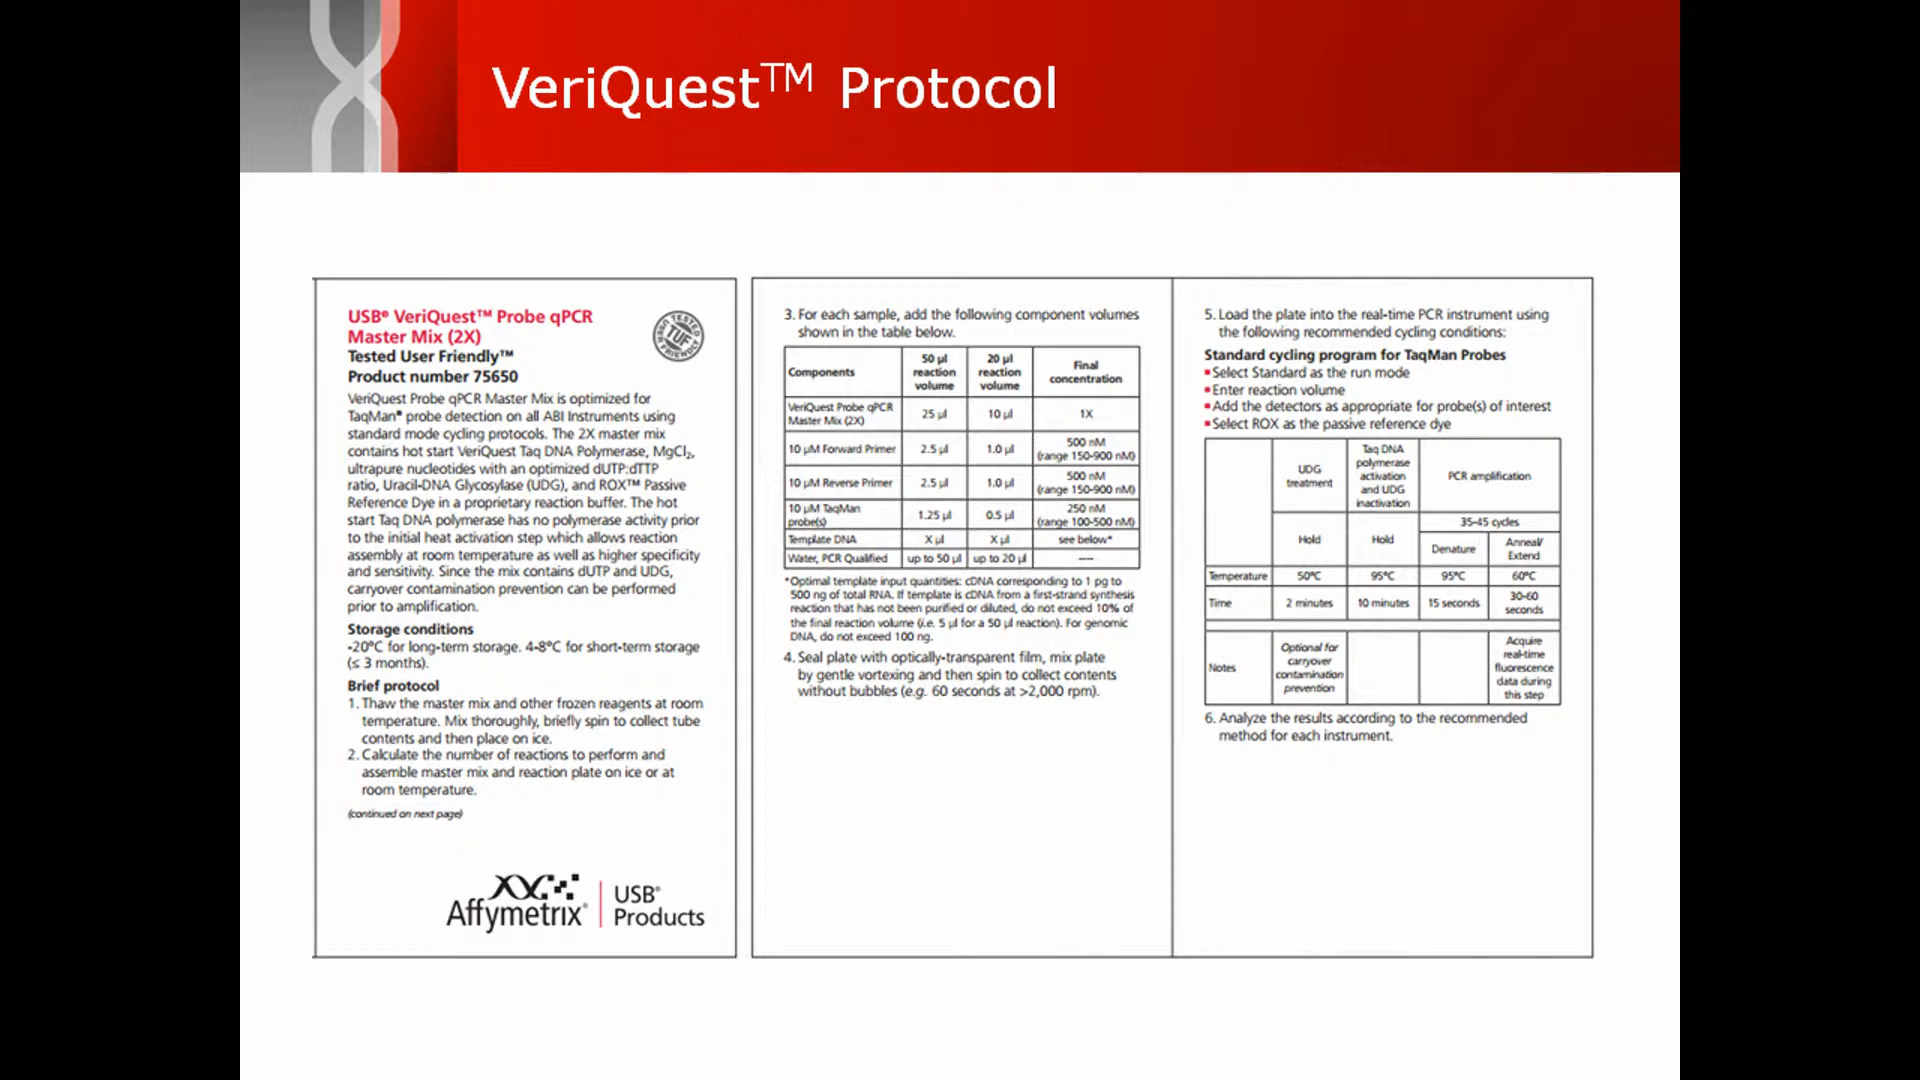 VeriQuest™ Protocol
USB® VeriQuest™ Probe qPCR
Master Mix (2X)
Tested User Friendly™
Product number 75650
TESTED USER FRIENDLY
TUF
VeriQuest Probe qPCR Master Mix is optimized for
TaqMan® probe detection on all ABI Instruments using
standard mode cycling protocols. The 2X master mix
contains hot start VeriQuest Taq DNA Polymerase, MgCl₂,
ultrapure nucleotides with an optimized dUTP:dTTP
ratio, Uracil-DNA Glycosylase (UDG), and ROX™ Passive
Reference Dye in a proprietary reaction buffer. The hot
start Taq DNA polymerase has no polymerase activity prior
to the initial heat activation step which allows reaction
assembly at room temperature as well as higher specificity
and sensitivity. Since the mix contains dUTP and UDG,
carryover contamination prevention can be performed
prior to amplification.
Storage conditions
-20°C for long-term storage. 4-8°C for short-term storage
(≤ 3 months).
Brief protocol
1. Thaw the master mix and other frozen reagents at room
temperature. Mix thoroughly, briefly spin to collect tube
contents and then place on ice.
2. Calculate the number of reactions to perform and
assemble master mix and reaction plate on ice or at
room temperature.
(continued on next page)
Affymetrix® | USB®
Products
3. For each sample, add the following component volumes
shown in the table below.
Components
50 µl
reaction
volume
20 µl
reaction
volume
Final
concentration
VeriQuest Probe qPCR
Master Mix (2X)
25 µl
10 µl
1X
10 µM Forward Primer
2.5 µl
1.0 µl
500 nM
(range 150-900 nM)
10 µM Reverse Primer
2.5 µl
1.0 µl
500 nM
(range 150-900 nM)
10 µM TaqMan
probe(s)
1.25 µl
0.5 µl
250 nM
(range 100-500 nM)
Template DNA
X µl
X µl
see below*
Water, PCR Qualified
up to 50 µl
up to 20 µl
----
*Optimal template input quantities: cDNA corresponding to 1 pg to
500 ng of total RNA. If template is cDNA from a first-strand synthesis
reaction that has not been purified or diluted, do not exceed 10% of
the final reaction volume (i.e. 5 µl for a 50 µl reaction). For genomic
DNA, do not exceed 100 ng.
4. Seal plate with optically-transparent film, mix plate
by gentle vortexing and then spin to collect contents
without bubbles (e.g. 60 seconds at >2,000 rpm).
5. Load the plate into the real-time PCR instrument using
the following recommended cycling conditions:
Standard cycling program for TaqMan Probes
▪ Select Standard as the run mode
▪ Enter reaction volume
▪ Add the detectors as appropriate for probe(s) of interest
▪ Select ROX as the passive reference dye
UDG
treatment
Taq DNA
polymerase
activation
and UDG
inactivation
PCR amplification
Hold
Hold
35-45 cycles
Denature
Anneal/
Extend
Temperature
50°C
95°C
95°C
60°C
Time
2 minutes
10 minutes
15 seconds
30-60
seconds
Notes
Optional for
carryover
contamination
prevention
Acquire
real-time
fluorescence
data during
this step
6. Analyze the results according to the recommended
method for each instrument.